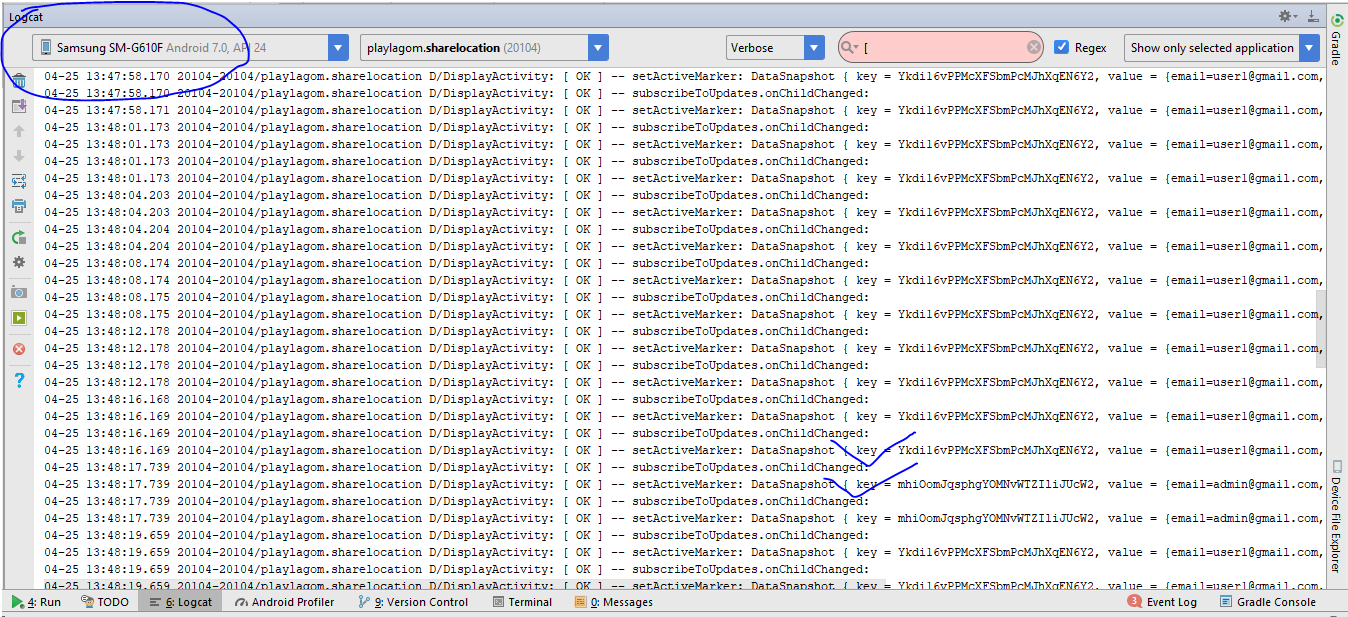 Logcat
Samsung SM-G610F Android 7.0, API 24
playlagom.sharelocation (20104)
Verbose
[
Regex
Show only selected application
04-25 13:47:58.170 20104-20104/playlagom.sharelocation D/DisplayActivity: [ OK ] -- setActiveMarker: DataSnapshot { key = Ykdil6vPPMcXFSbmPcMJhXqEN6Y2, value = {email=user1@gmail.com,
04-25 13:47:58.170 20104-20104/playlagom.sharelocation D/DisplayActivity: [ OK ] -- subscribeToUpdates.onChildChanged:
04-25 13:47:58.171 20104-20104/playlagom.sharelocation D/DisplayActivity: [ OK ] -- setActiveMarker: DataSnapshot { key = Ykdil6vPPMcXFSbmPcMJhXqEN6Y2, value = {email=user1@gmail.com,
04-25 13:48:01.173 20104-20104/playlagom.sharelocation D/DisplayActivity: [ OK ] -- subscribeToUpdates.onChildChanged:
04-25 13:48:01.173 20104-20104/playlagom.sharelocation D/DisplayActivity: [ OK ] -- setActiveMarker: DataSnapshot { key = Ykdil6vPPMcXFSbmPcMJhXqEN6Y2, value = {email=user1@gmail.com,
04-25 13:48:01.173 20104-20104/playlagom.sharelocation D/DisplayActivity: [ OK ] -- subscribeToUpdates.onChildChanged:
04-25 13:48:01.173 20104-20104/playlagom.sharelocation D/DisplayActivity: [ OK ] -- setActiveMarker: DataSnapshot { key = Ykdil6vPPMcXFSbmPcMJhXqEN6Y2, value = {email=user1@gmail.com,
04-25 13:48:04.203 20104-20104/playlagom.sharelocation D/DisplayActivity: [ OK ] -- subscribeToUpdates.onChildChanged:
04-25 13:48:04.203 20104-20104/playlagom.sharelocation D/DisplayActivity: [ OK ] -- setActiveMarker: DataSnapshot { key = Ykdil6vPPMcXFSbmPcMJhXqEN6Y2, value = {email=user1@gmail.com,
04-25 13:48:04.204 20104-20104/playlagom.sharelocation D/DisplayActivity: [ OK ] -- subscribeToUpdates.onChildChanged:
04-25 13:48:04.204 20104-20104/playlagom.sharelocation D/DisplayActivity: [ OK ] -- setActiveMarker: DataSnapshot { key = Ykdil6vPPMcXFSbmPcMJhXqEN6Y2, value = {email=user1@gmail.com,
04-25 13:48:08.174 20104-20104/playlagom.sharelocation D/DisplayActivity: [ OK ] -- subscribeToUpdates.onChildChanged:
04-25 13:48:08.174 20104-20104/playlagom.sharelocation D/DisplayActivity: [ OK ] -- setActiveMarker: DataSnapshot { key = Ykdil6vPPMcXFSbmPcMJhXqEN6Y2, value = {email=user1@gmail.com,
04-25 13:48:08.175 20104-20104/playlagom.sharelocation D/DisplayActivity: [ OK ] -- subscribeToUpdates.onChildChanged:
04-25 13:48:08.175 20104-20104/playlagom.sharelocation D/DisplayActivity: [ OK ] -- setActiveMarker: DataSnapshot { key = Ykdil6vPPMcXFSbmPcMJhXqEN6Y2, value = {email=user1@gmail.com,
04-25 13:48:12.178 20104-20104/playlagom.sharelocation D/DisplayActivity: [ OK ] -- subscribeToUpdates.onChildChanged:
04-25 13:48:12.178 20104-20104/playlagom.sharelocation D/DisplayActivity: [ OK ] -- setActiveMarker: DataSnapshot { key = Ykdil6vPPMcXFSbmPcMJhXqEN6Y2, value = {email=user1@gmail.com,
04-25 13:48:12.178 20104-20104/playlagom.sharelocation D/DisplayActivity: [ OK ] -- subscribeToUpdates.onChildChanged:
04-25 13:48:12.178 20104-20104/playlagom.sharelocation D/DisplayActivity: [ OK ] -- setActiveMarker: DataSnapshot { key = Ykdil6vPPMcXFSbmPcMJhXqEN6Y2, value = {email=user1@gmail.com,
04-25 13:48:16.168 20104-20104/playlagom.sharelocation D/DisplayActivity: [ OK ] -- subscribeToUpdates.onChildChanged:
04-25 13:48:16.169 20104-20104/playlagom.sharelocation D/DisplayActivity: [ OK ] -- setActiveMarker: DataSnapshot { key = Ykdil6vPPMcXFSbmPcMJhXqEN6Y2, value = {email=user1@gmail.com,
04-25 13:48:16.169 20104-20104/playlagom.sharelocation D/DisplayActivity: [ OK ] -- subscribeToUpdates.onChildChanged:
04-25 13:48:16.169 20104-20104/playlagom.sharelocation D/DisplayActivity: [ OK ] -- setActiveMarker: DataSnapshot { key = Ykdil6vPPMcXFSbmPcMJhXqEN6Y2, value = {email=user1@gmail.com,
04-25 13:48:17.739 20104-20104/playlagom.sharelocation D/DisplayActivity: [ OK ] -- subscribeToUpdates.onChildChanged:
04-25 13:48:17.739 20104-20104/playlagom.sharelocation D/DisplayActivity: [ OK ] -- setActiveMarker: DataSnapshot { key = mhiOomJqsphgYOMNvWTZIliJUcW2, value = {email=admin@gmail.com,
04-25 13:48:17.739 20104-20104/playlagom.sharelocation D/DisplayActivity: [ OK ] -- subscribeToUpdates.onChildChanged:
04-25 13:48:17.739 20104-20104/playlagom.sharelocation D/DisplayActivity: [ OK ] -- setActiveMarker: DataSnapshot { key = mhiOomJqsphgYOMNvWTZIliJUcW2, value = {email=admin@gmail.com,
04-25 13:48:19.659 20104-20104/playlagom.sharelocation D/DisplayActivity: [ OK ] -- subscribeToUpdates.onChildChanged:
04-25 13:48:19.659 20104-20104/playlagom.sharelocation D/DisplayActivity: [ OK ] -- setActiveMarker: DataSnapshot { key = Ykdil6vPPMcXFSbmPcMJhXqEN6Y2, value = {email=user1@gmail.com,
04-25 13:48:19.659 20104-20104/playlagom.sharelocation D/DisplayActivity: [ OK ] -- subscribeToUpdates.onChildChanged:
04-25 13:48:19.659 20104-20104/playlagom.sharelocation D/DisplayActivity: [ OK ] -- setActiveMarker: DataSnapshot { key = Ykdil6vPPMcXFSbmPcMJhXqEN6Y2, value = {email=user1@gmail.com,
Gradle
Device File Explorer
4: Run
TODO
6: Logcat
Android Profiler
9: Version Control
Terminal
0: Messages
3 Event Log
Gradle Console